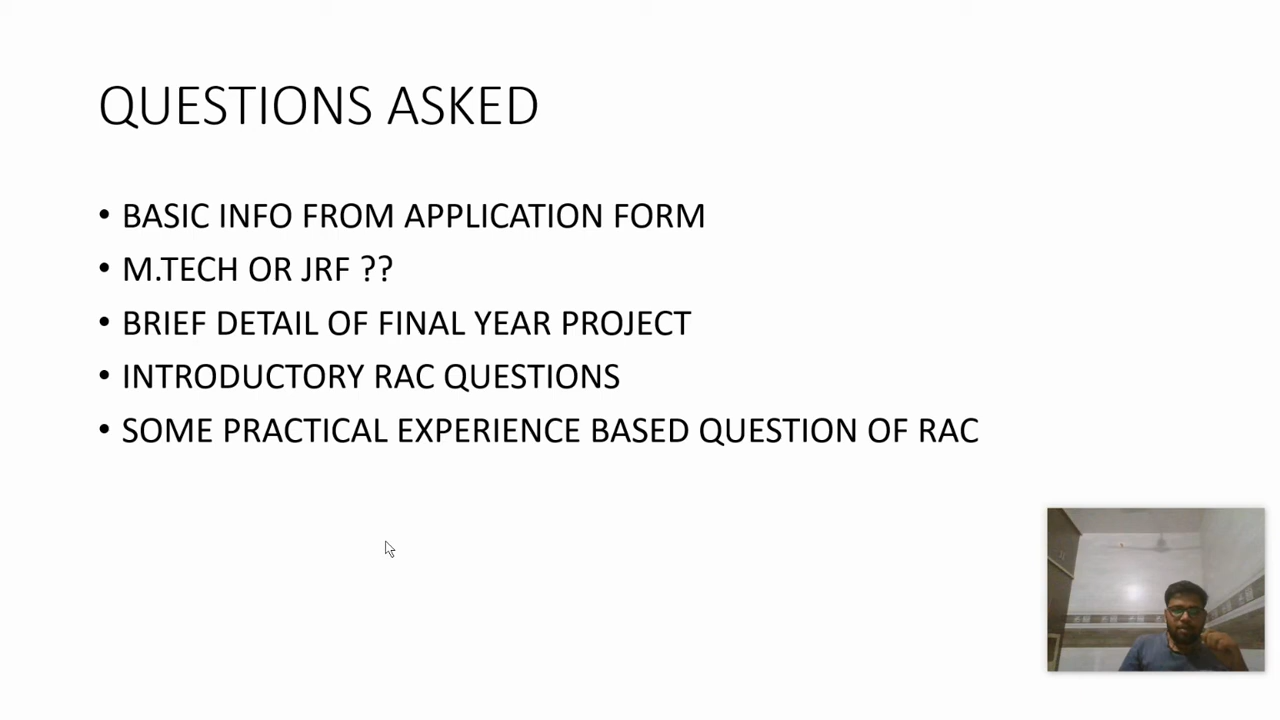 QUESTIONS ASKED
• BASIC INFO FROM APPLICATION FORM
• M.TECH OR JRF ??
• BRIEF DETAIL OF FINAL YEAR PROJECT
• INTRODUCTORY RAC QUESTIONS
• SOME PRACTICAL EXPERIENCE BASED QUESTION OF RAC